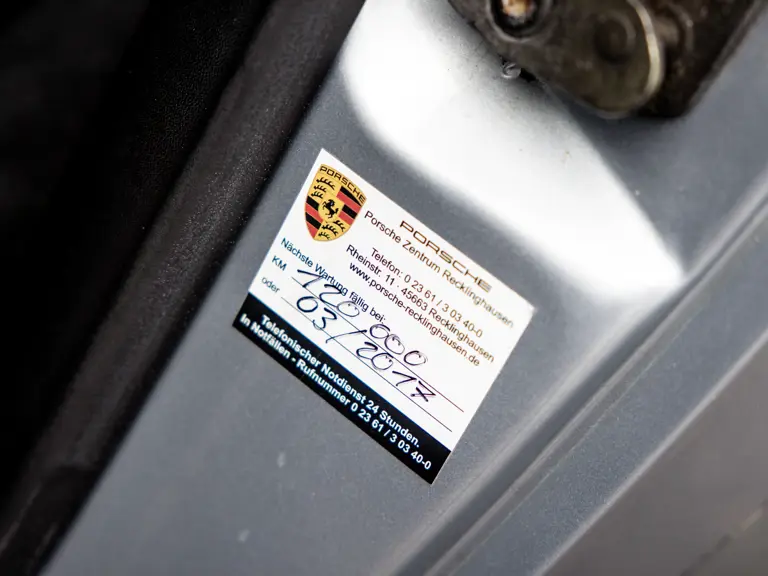 PORSCHE
PORSCHE
Porsche Zentrum Recklinghausen
Telefon: 0 23 61 / 3 03 40-0
Rheinstr. 11 · 45663 Recklinghausen
www.porsche-recklinghausen.de
Nächste Wartung fällig bei:
KM 120 000
oder 03/2017
Telefonischer Notdienst 24 Stunden.
In Notfällen - Rufnummer 0 23 61 / 3 03 40-0